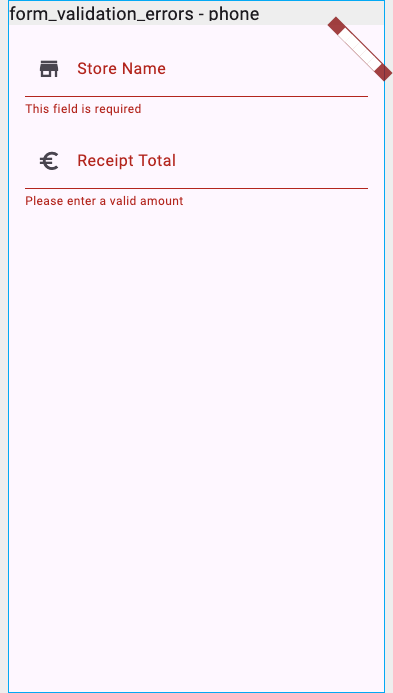 form_validation_errors - phone
Store Name
This field is required
€ Receipt Total
Please enter a valid amount